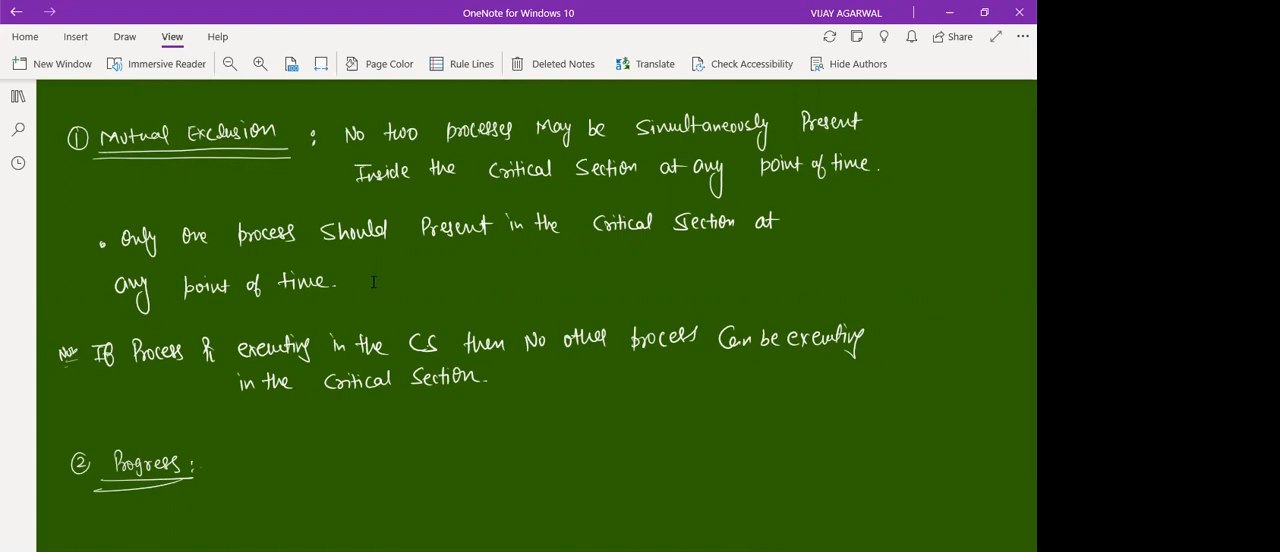 OneNote for Windows 10
VIJAY AGARWAL
Home Insert Draw View Help
Share
New Window Immersive Reader Page Color Rule Lines Deleted Notes Translate Check Accessibility Hide Authors
① Mutual Exclusion : No two processes May be Simultaneously Present
Inside the Critical Section at any point of time.
• Only one process Should Present in the Critical Section at
any point of time.
If Process Pi executing in the CS then No other process Can be executing
in the Critical Section.
② Progress :